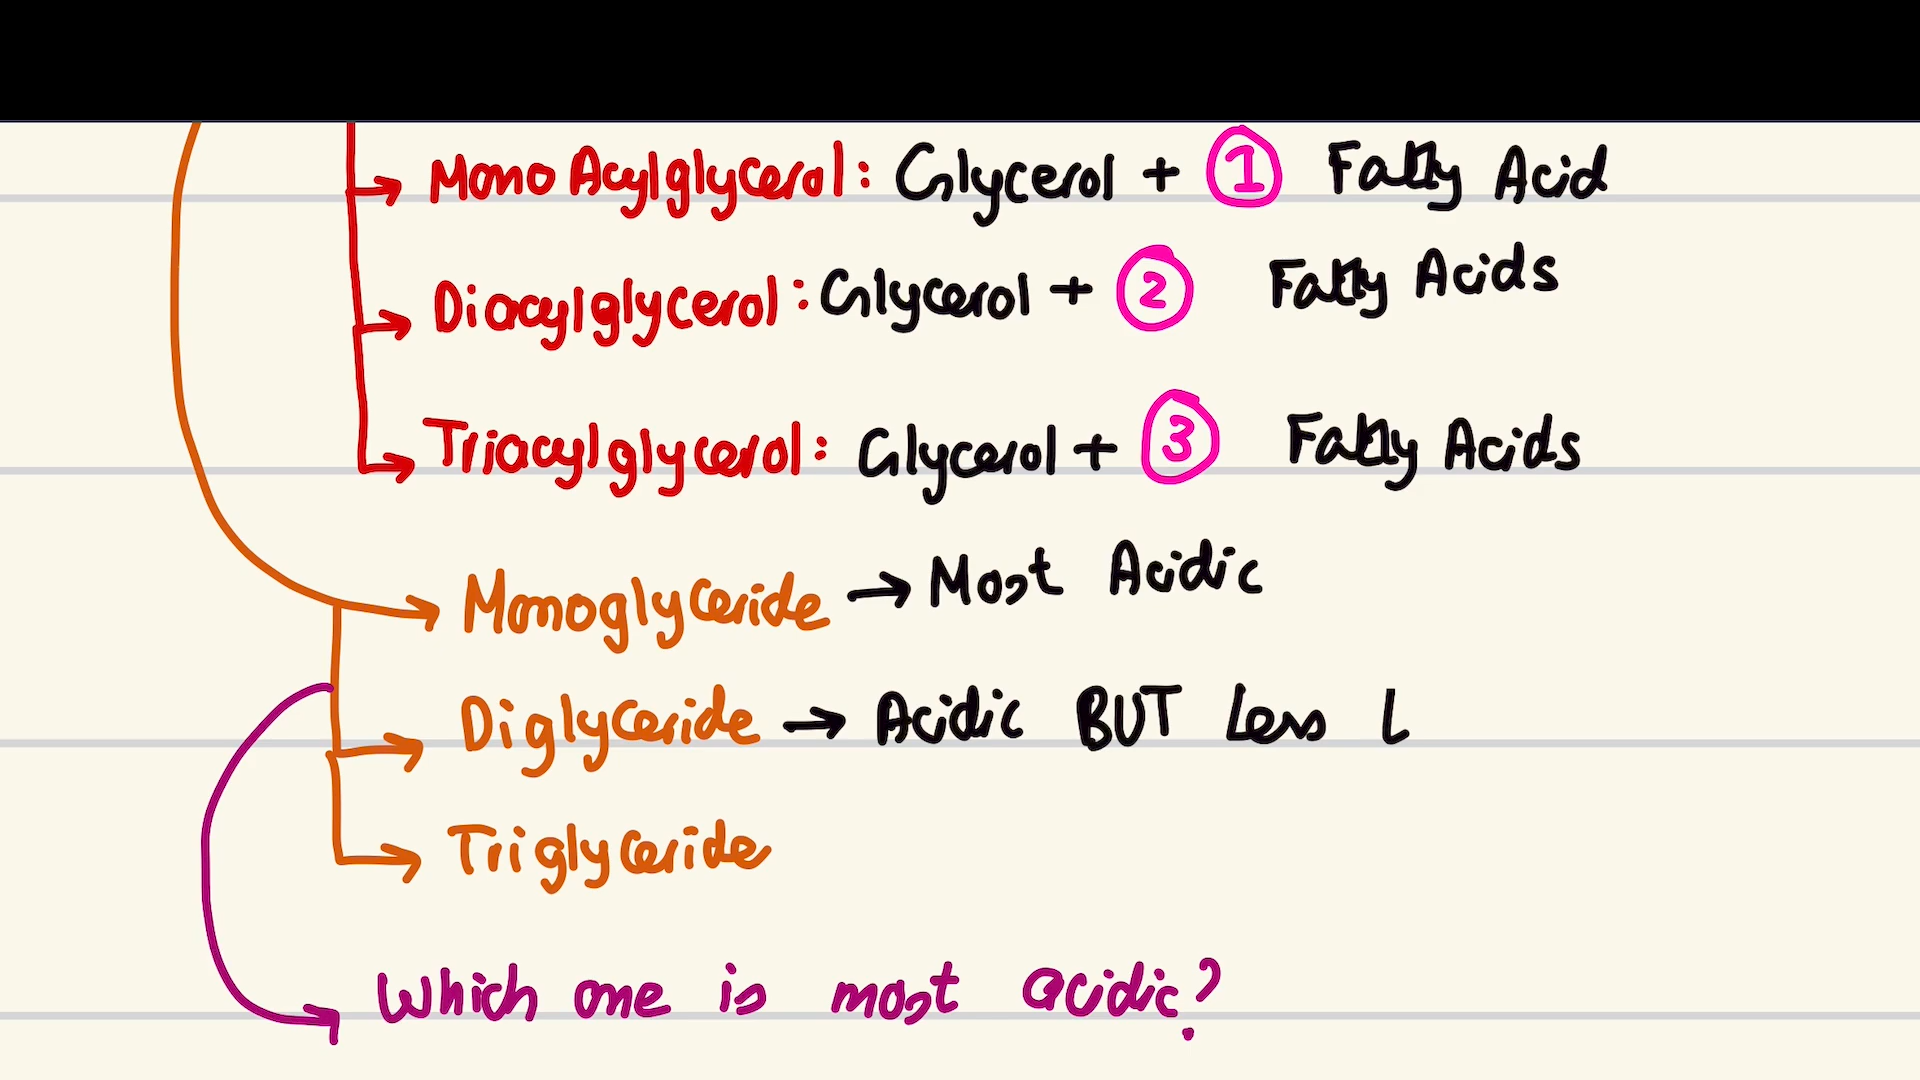 Mono Acylglycerol: Glycerol + 1 Fatty Acid
Diacylglycerol: Glycerol + 2 Fatty Acids
Triacylglycerol: Glycerol + 3 Fatty Acids
Monoglyceride → Most Acidic
Diglyceride → Acidic BUT Less L
Triglyceride
Which one is most acidic?